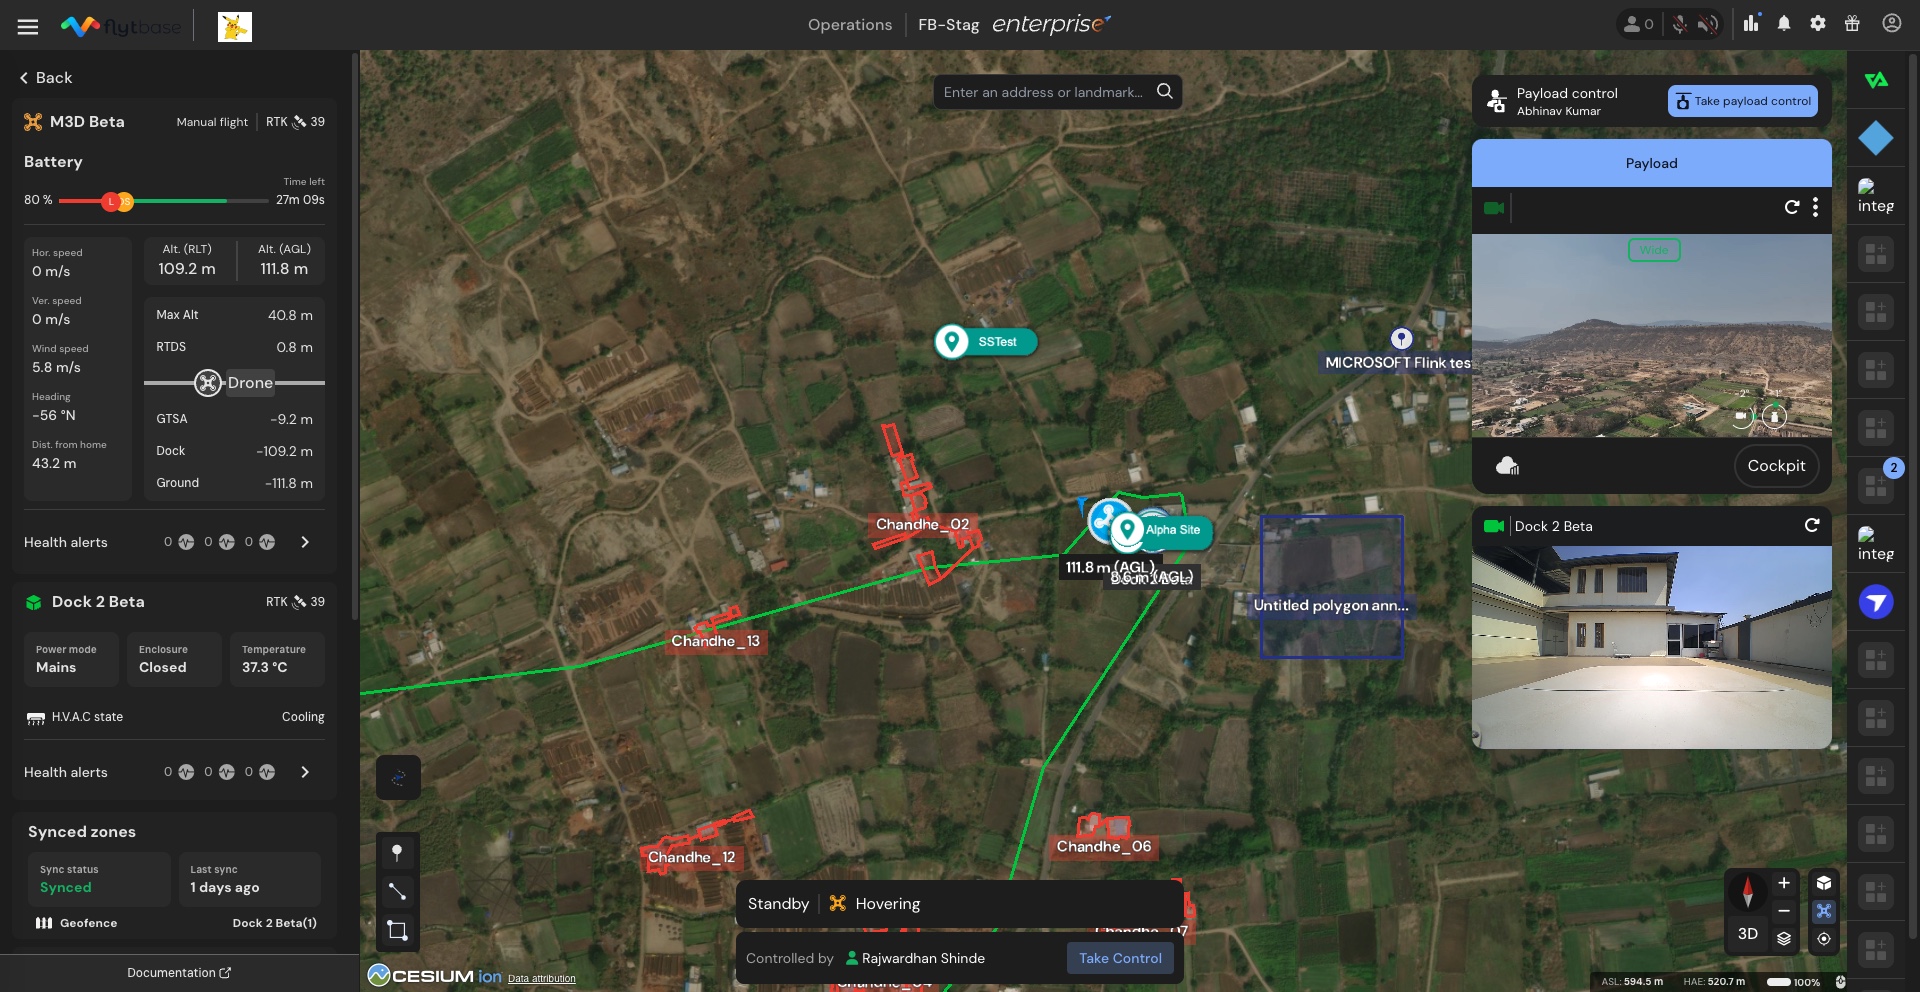 flytbase
Operations
FB-Stag
enterprise
0
Back
M3D Beta
Manual flight
RTK 39
Battery
Time left
80 %
L
27m 09s
Hor. speed
0 m/s
Ver. speed
0 m/s
Wind speed
5.8 m/s
Heading
-56 °N
Dist. from home
43.2 m
Alt. (RLT)
109.2 m
Alt. (AGL)
111.8 m
Max Alt 40.8 m
RTDS 0.8 m
Drone
GTSA -9.2 m
Dock -109.2 m
Ground -111.8 m
Health alerts 0 0 0
Dock 2 Beta
RTK 39
Power mode
Mains
Enclosure
Closed
Temperature
37.3 °C
H.V.A.C state Cooling
Health alerts 0 0 0
Synced zones
Sync status
Synced
Last sync
1 days ago
Geofence Dock 2 Beta(1)
Documentation
Enter an address or landmark...
SSTest
MICROSOFT Flink tes
Chandhe_02
Alpha Site
111.8 m (AGL)
8.6 m (AGL)
Untitled polygon ann...
Chandhe_13
Chandhe_12
Chandhe_06
Standby
Hovering
Controlled by Rajwardhan Shinde
Take Control
CESIUM ion
Data attribution
Payload control
Abhinav Kumar
Take payload control
Payload
Wide
-2°
Cockpit
Dock 2 Beta
integ
2
integ
3D
ASL: 594.5 m HAE: 520.7 m 100%